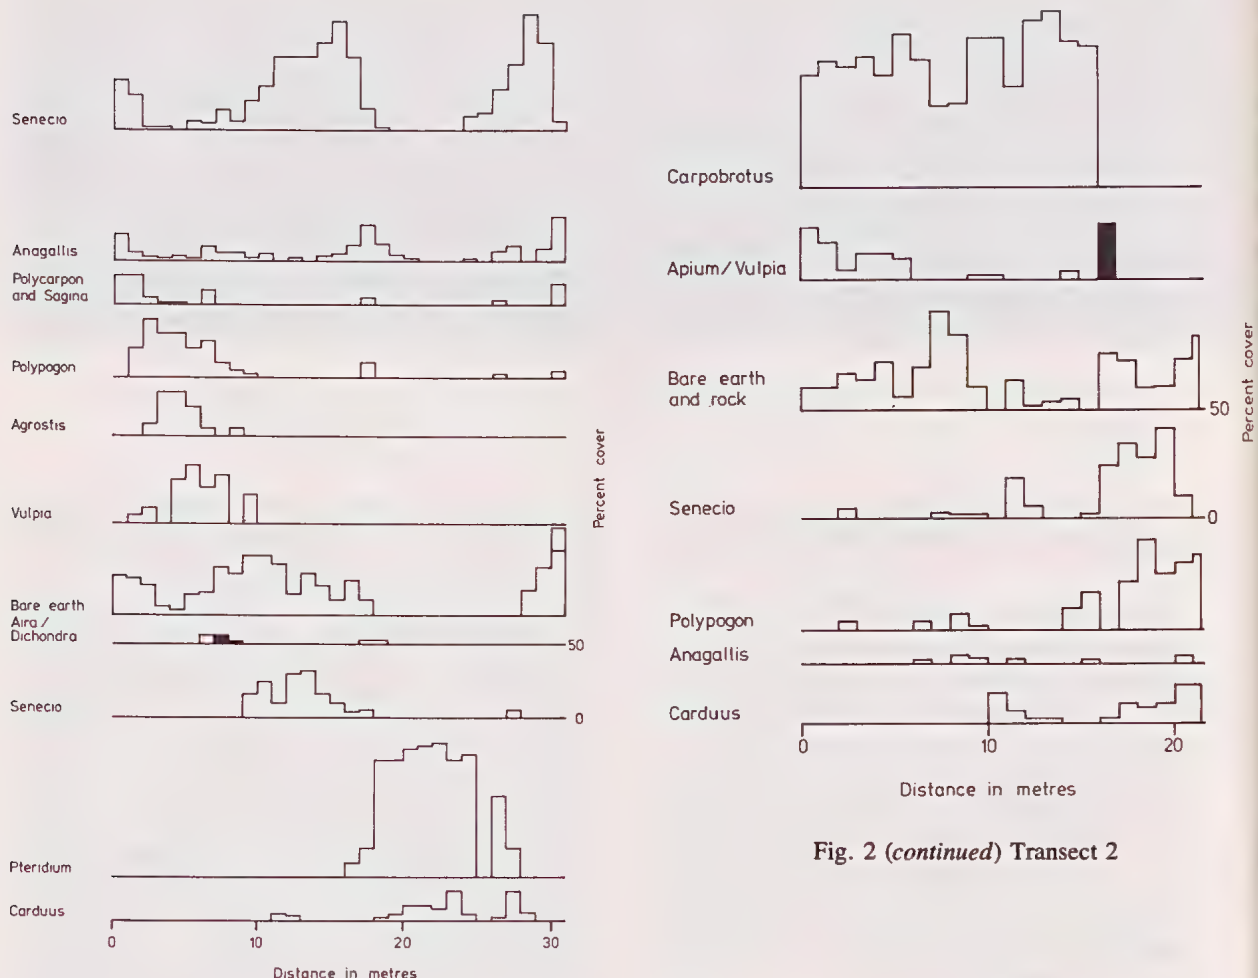 Senecio
Anagallis
Polycarpon
and Sagina
Polypogon
Agrostis
Vulpia
Bare earth
Aira /
Dichondra
Senecio
Pteridium
Carduus
50
0
Percent cover
0 10 20 30
Distance in metres
Carpobrotus
Apium/Vulpia
Bare earth
and rock
Senecio
Polypogon
Anagallis
Carduus
50
0
Percent cover
0 10 20
Distance in metres
Fig. 2 (continued) Transect 2